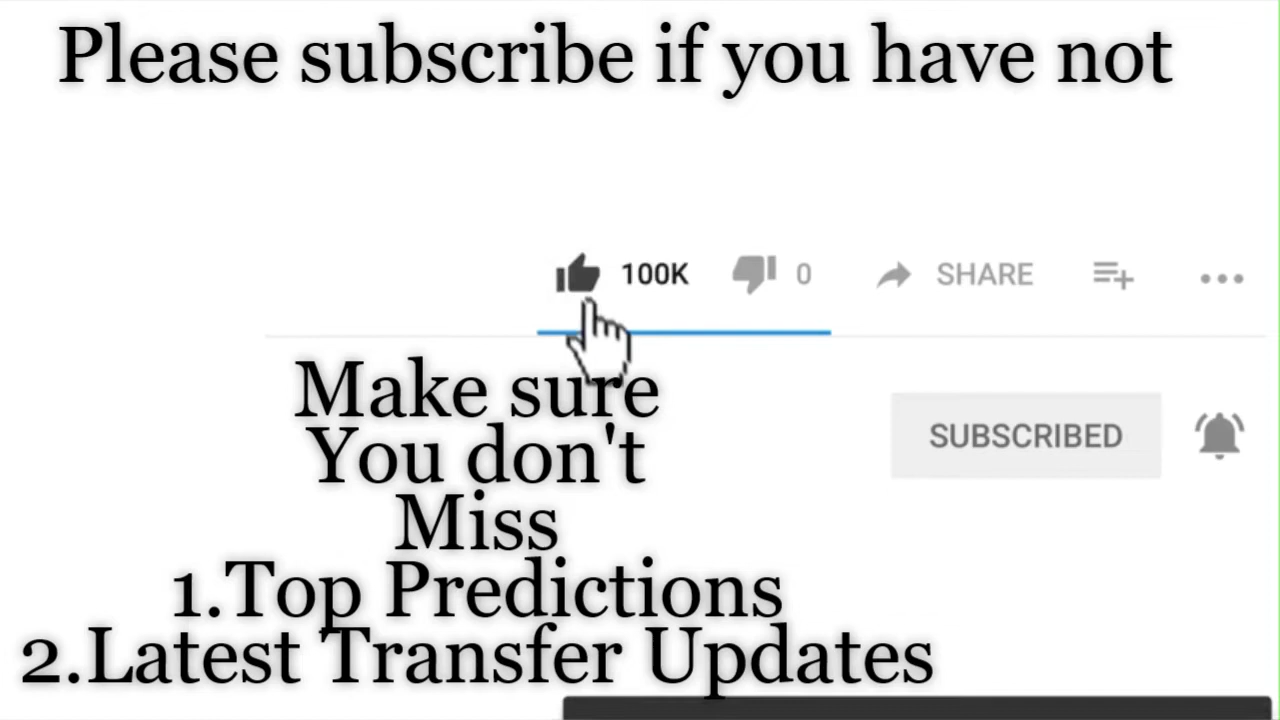 Please subscribe if you have not
100K 0 SHARE
Make sure
You don't
SUBSCRIBED
Miss
1.Top Predictions
2.Latest Transfer Updates